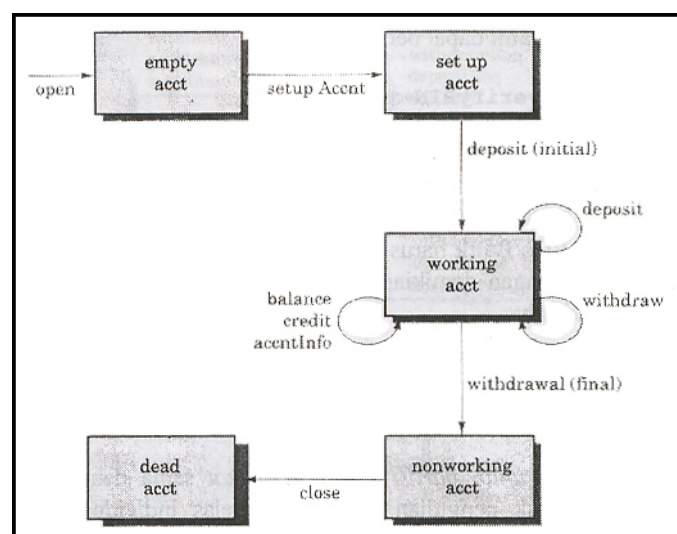 empty
acct
set up
acct
open
setup Accnt
deposit (initial)
deposit
working
acct
balance
credit
accntInfo
withdraw
withdrawal (final)
dead
acct
nonworking
acct
close